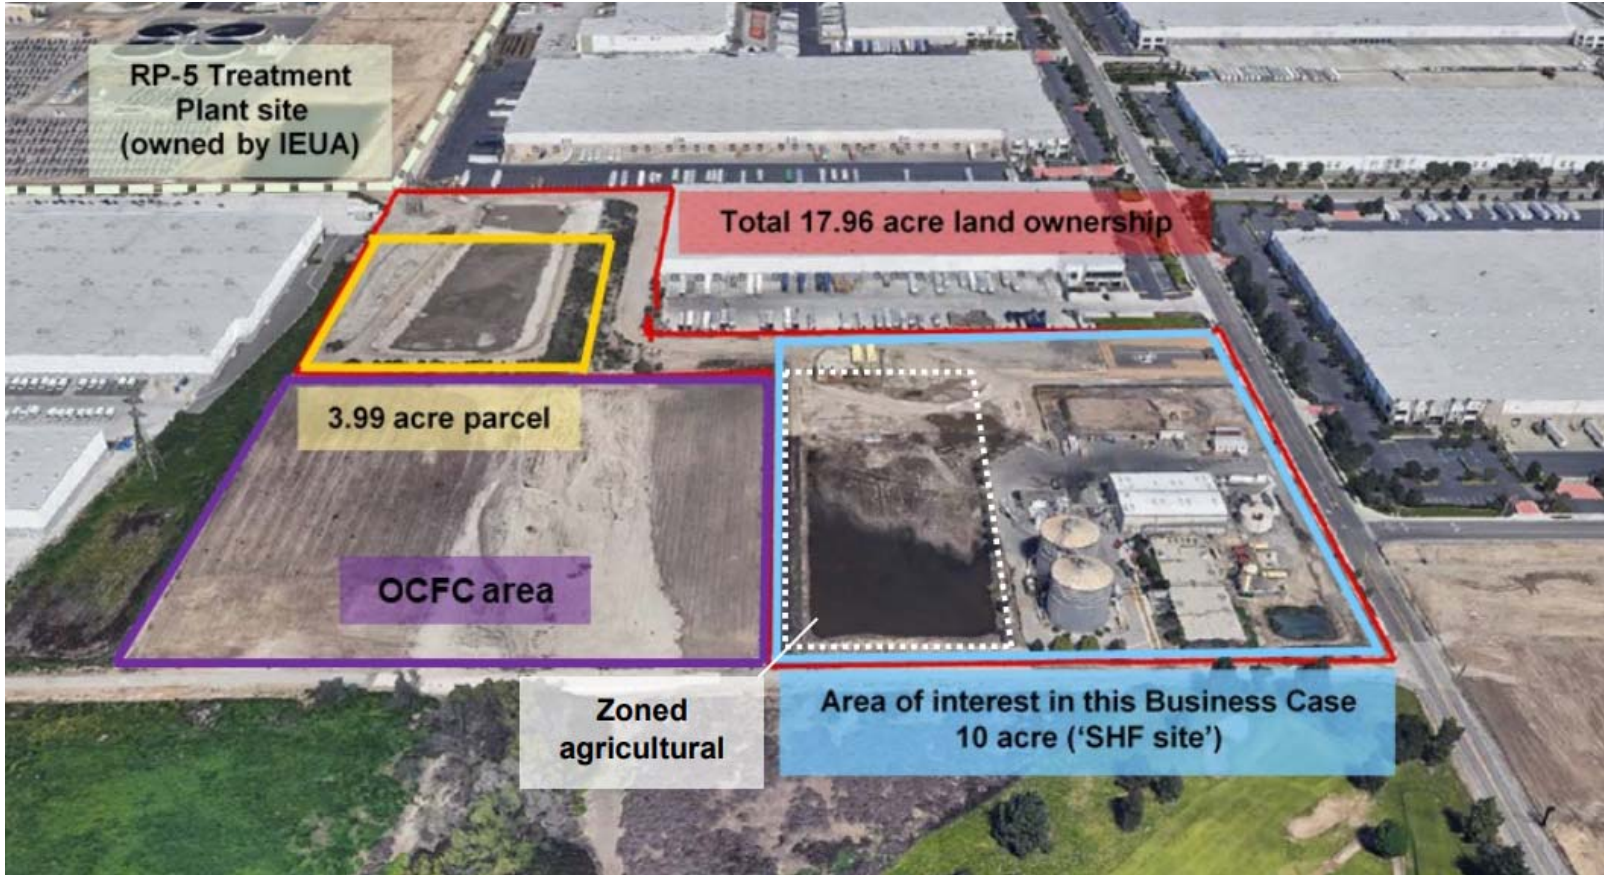 RP-5 Treatment
Plant site
(owned by IEUA)
Total 17.96 acre land ownership
3.99 acre parcel
OCFC area
Zoned
agricultural
Area of interest in this Business Case
10 acre (‘SHF site’)